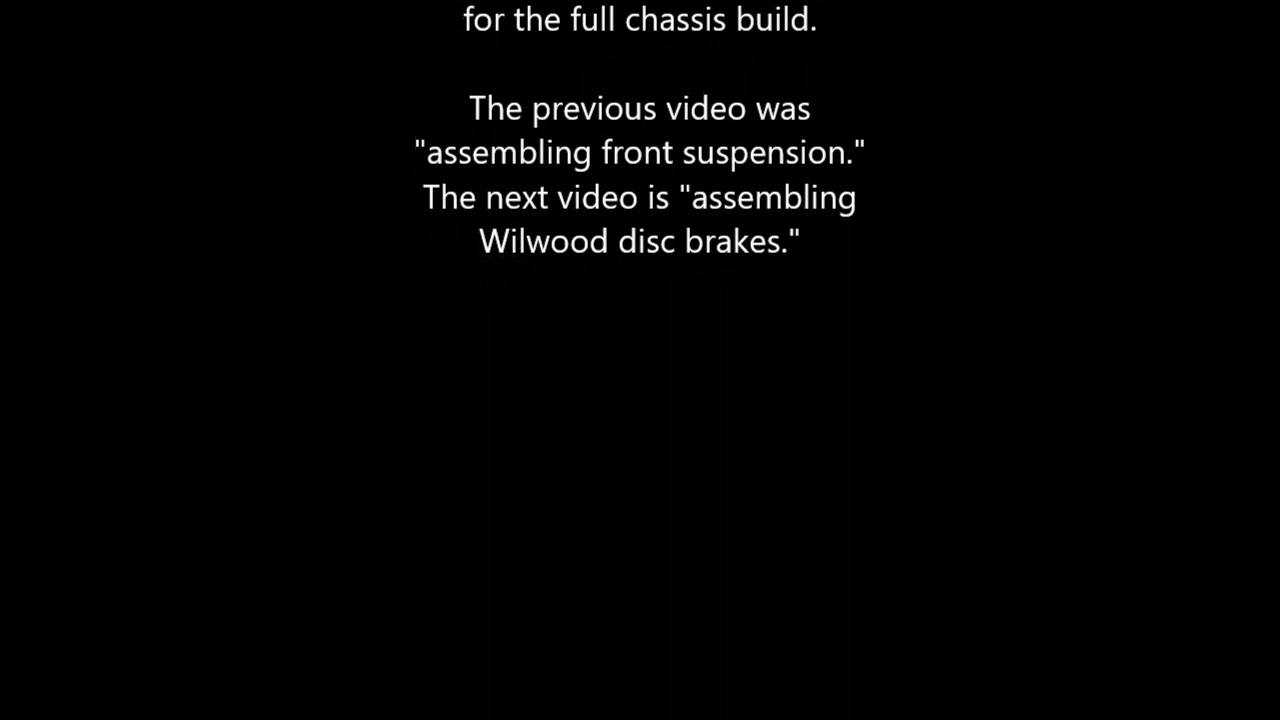 for the full chassis build.
The previous video was
"assembling front suspension."
The next video is "assembling
Wilwood disc brakes."